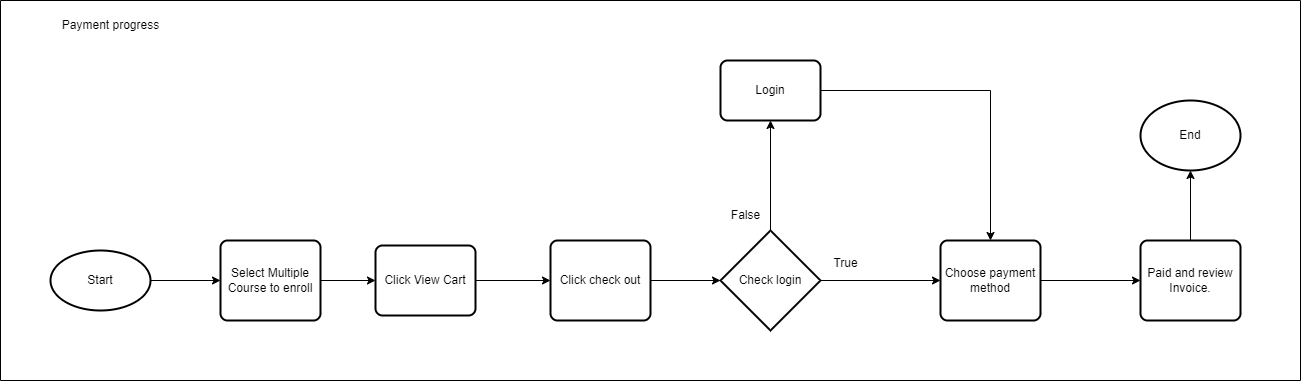 Payment progress
Login
End
False
Start
Select Multiple
Course to enroll
Click View Cart
Click check out
Check login
True
Choose payment
method
Paid and review
Invoice.